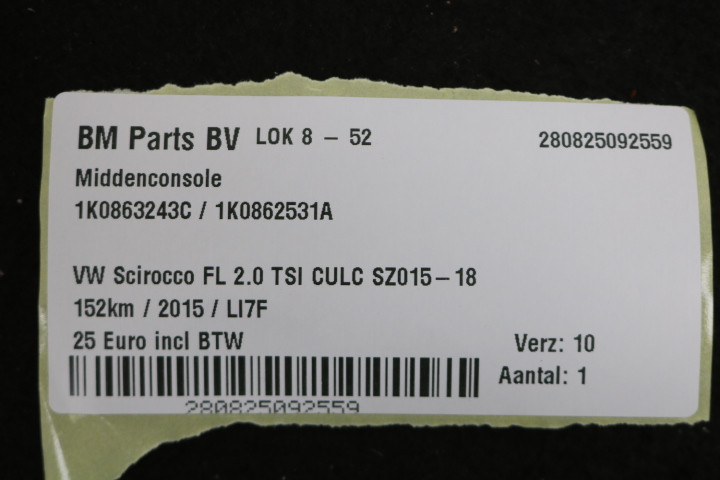 BM Parts BV LOK 8 - 52 280825092559
Middenconsole
1K0863243C / 1K0862531A
VW Scirocco FL 2.0 TSI CULC SZ015-18
152km / 2015 / LI7F
25 Euro incl BTW Verz: 10
Aantal: 1
280825092559